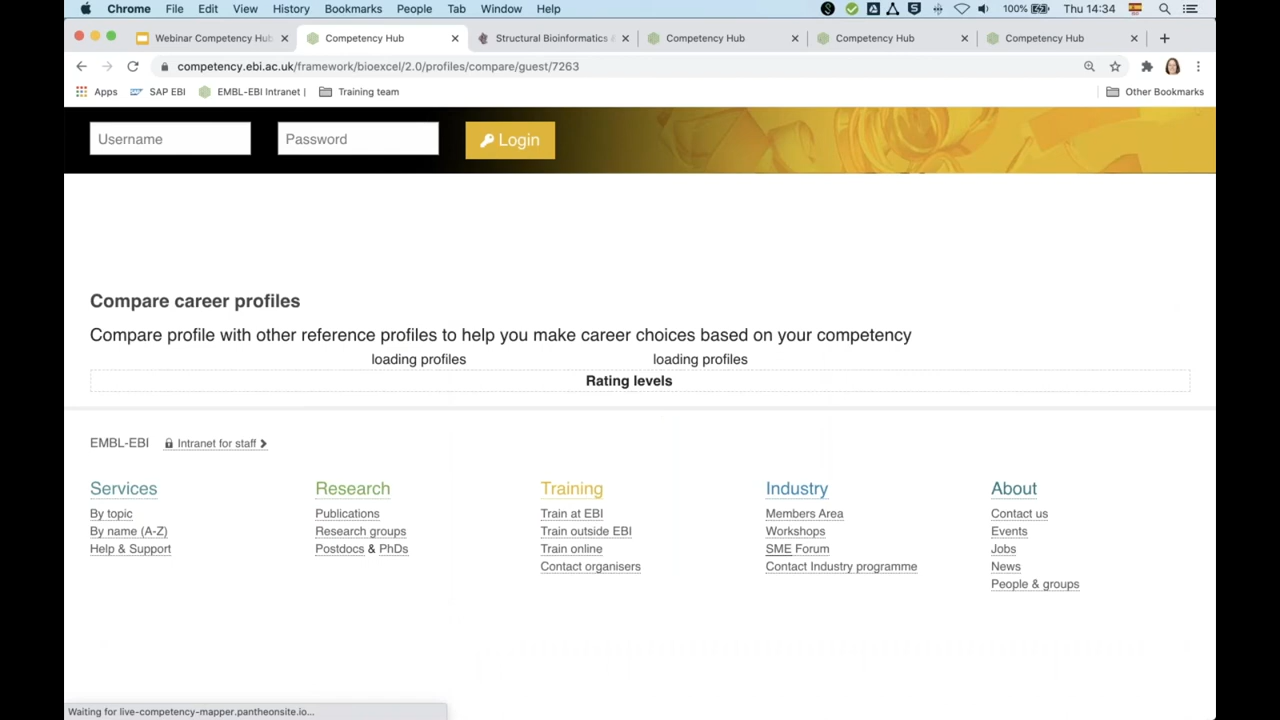 Chrome File Edit View History Bookmarks People Tab Window Help 100% Thu 14:34
Webinar Competency Hub Competency Hub Structural Bioinformatics Competency Hub Competency Hub Competency Hub
competency.ebi.ac.uk/framework/bioexcel/2.0/profiles/compare/guest/7263
Apps SAP EBI EMBL-EBI Intranet | Training team Other Bookmarks
Username Password Login
Compare career profiles
Compare profile with other reference profiles to help you make career choices based on your competency
loading profiles loading profiles
Rating levels
EMBL-EBI Intranet for staff
Services Research Training Industry About
By topic Publications Train at EBI Members Area Contact us
By name (A-Z) Research groups Train outside EBI Workshops Events
Help & Support Postdocs & PhDs Train online SME Forum Jobs
Contact organisers Contact Industry programme News
People & groups
Waiting for live-competency-mapper.pantheonsite.io...